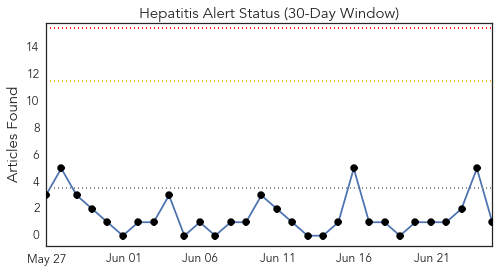 Hepatitis Alert Status (30-Day Window)
Articles Found
14
12
10
8
6
4
2
0
May 27
Jun 01
Jun 06
Jun 11
Jun 16
Jun 21